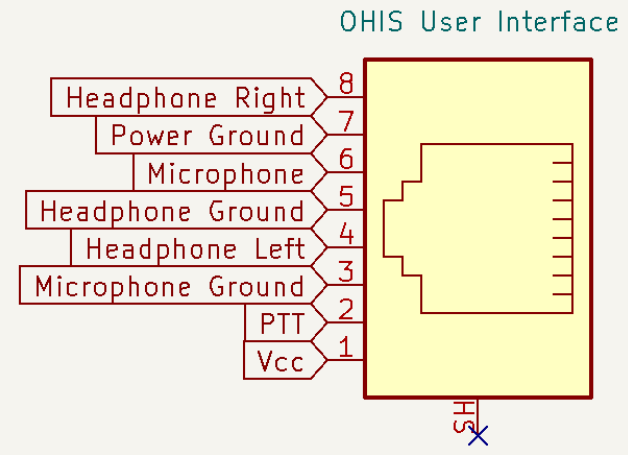 OHIS User Interface
Headphone Right 8
Power Ground 7
Microphone 6
Headphone Ground 5
Headphone Left 4
Microphone Ground 3
PTT 2
Vcc 1
SH